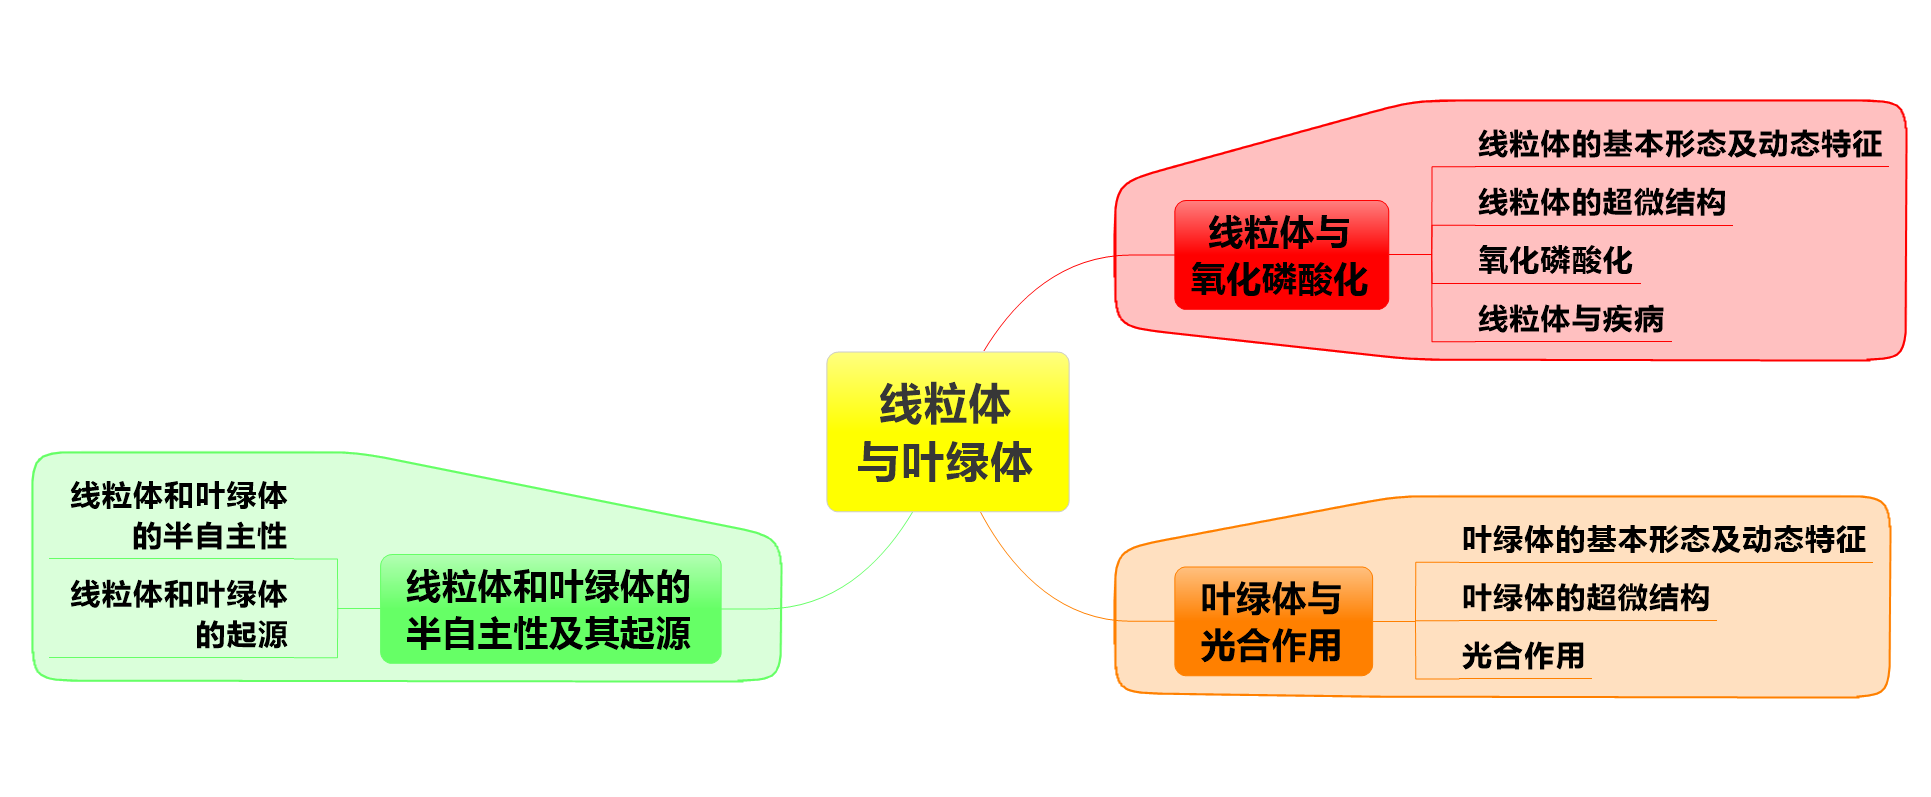 线粒体
与叶绿体
线粒体与
氧化磷酸化
线粒体的基本形态及动态特征
线粒体的超微结构
氧化磷酸化
线粒体与疾病
叶绿体与
光合作用
叶绿体的基本形态及动态特征
叶绿体的超微结构
光合作用
线粒体和叶绿体的
半自主性及其起源
线粒体和叶绿体
的半自主性
线粒体和叶绿体
的起源